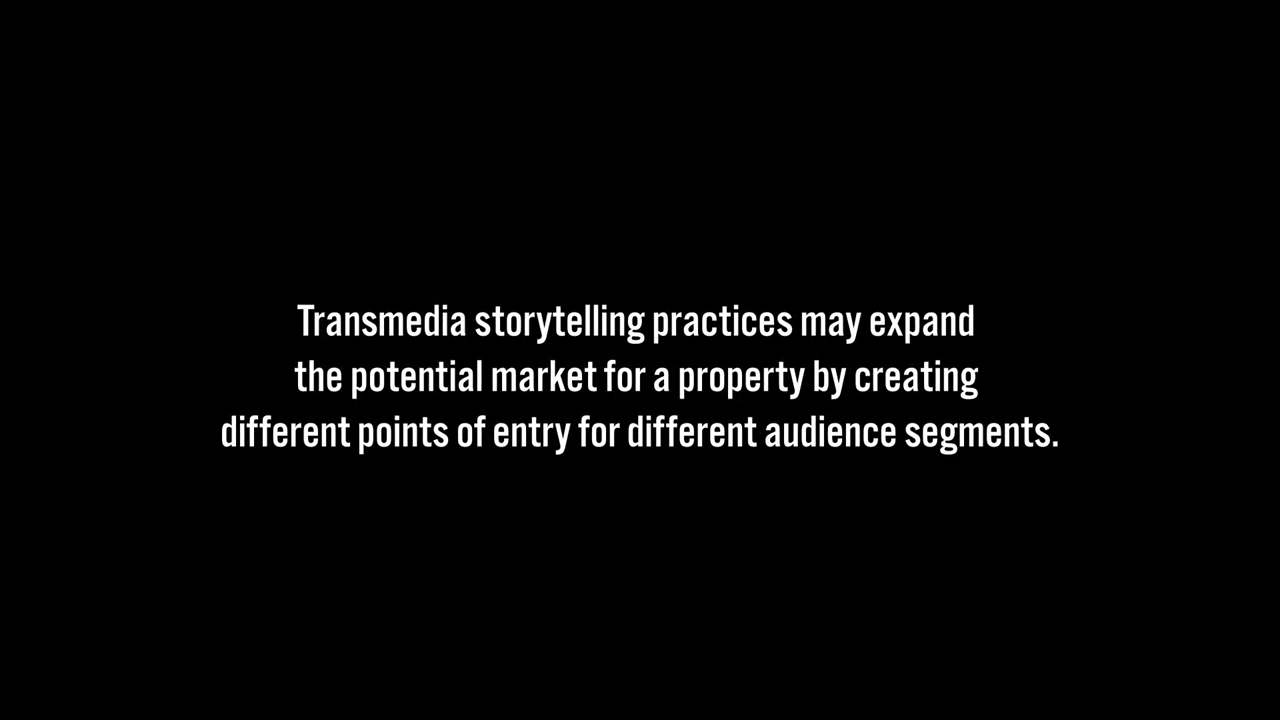 Transmedia storytelling practices may expand
the potential market for a property by creating
different points of entry for different audience segments.